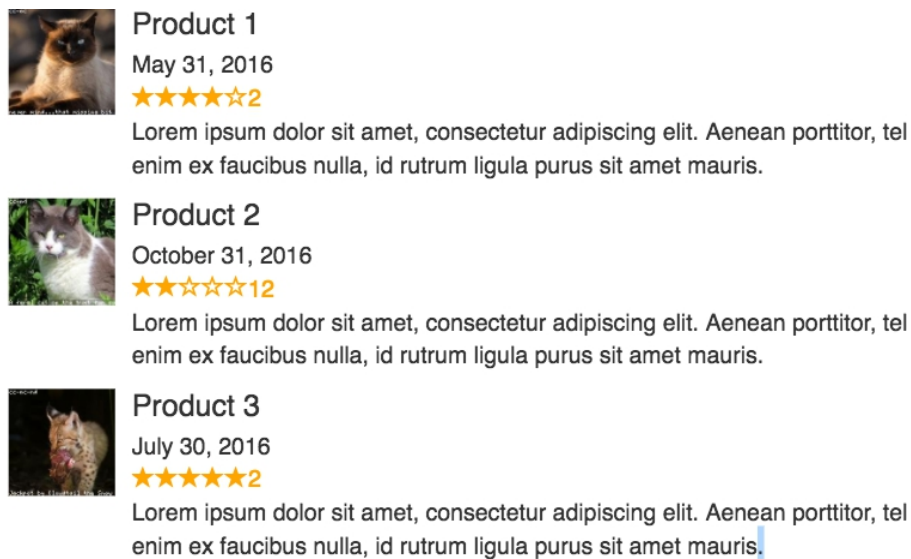 Product 1
May 31, 2016
★★★★☆2
Lorem ipsum dolor sit amet, consectetur adipiscing elit. Aenean porttitor, tel
enim ex faucibus nulla, id rutrum ligula purus sit amet mauris.
Product 2
October 31, 2016
★★☆☆☆12
Lorem ipsum dolor sit amet, consectetur adipiscing elit. Aenean porttitor, tel
enim ex faucibus nulla, id rutrum ligula purus sit amet mauris.
Product 3
July 30, 2016
★★★★★2
Lorem ipsum dolor sit amet, consectetur adipiscing elit. Aenean porttitor, tel
enim ex faucibus nulla, id rutrum ligula purus sit amet mauris.